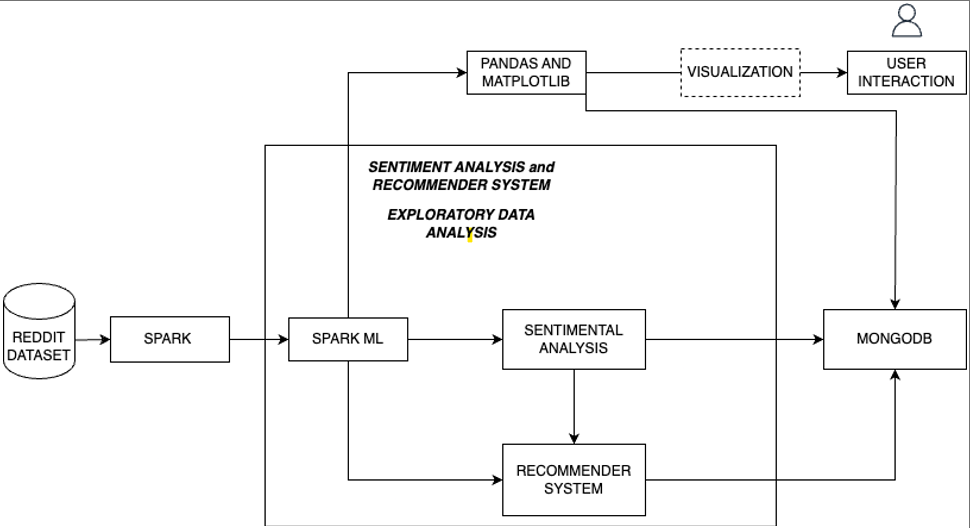 PANDAS AND
MATPLOTLIB
VISUALIZATION
USER
INTERACTION
SENTIMENT ANALYSIS and
RECOMMENDER SYSTEM
EXPLORATORY DATA
ANALYSIS
REDDIT
DATASET
SPARK
SPARK ML
SENTIMENTAL
ANALYSIS
MONGODB
RECOMMENDER
SYSTEM